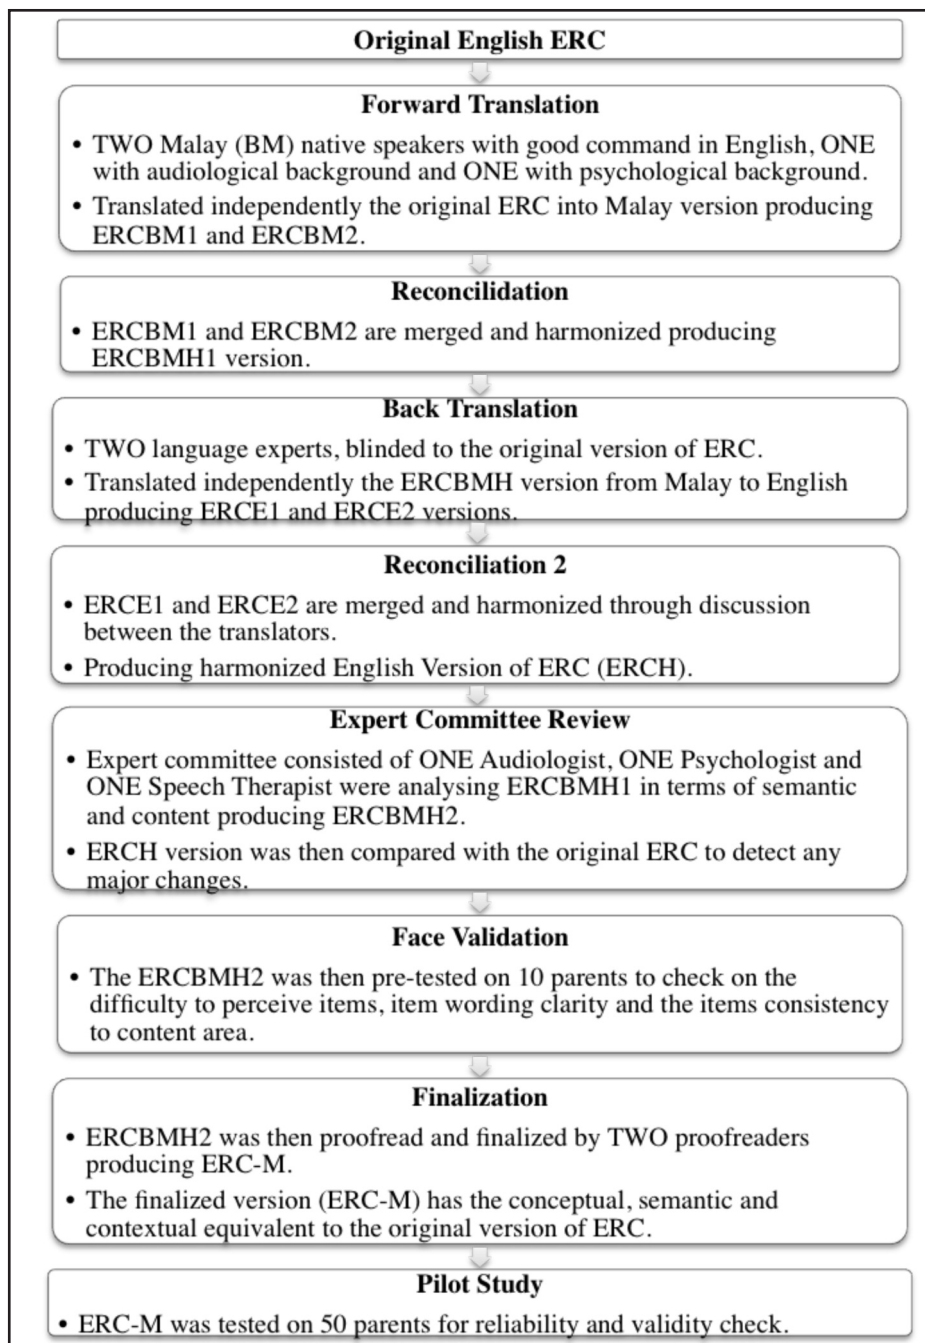 Original English ERC
Forward Translation
• TWO Malay (BM) native speakers with good command in English, ONE
with audiological background and ONE with psychological background.
• Translated independently the original ERC into Malay version producing
ERCBM1 and ERCBM2.
Reconcilidation
• ERCBM1 and ERCBM2 are merged and harmonized producing
ERCBMH1 version.
Back Translation
• TWO language experts, blinded to the original version of ERC.
• Translated independently the ERCBMH version from Malay to English
producing ERCE1 and ERCE2 versions.
Reconciliation 2
• ERCE1 and ERCE2 are merged and harmonized through discussion
between the translators.
• Producing harmonized English Version of ERC (ERCH).
Expert Committee Review
• Expert committee consisted of ONE Audiologist, ONE Psychologist and
ONE Speech Therapist were analysing ERCBMH1 in terms of semantic
and content producing ERCBMH2.
• ERCH version was then compared with the original ERC to detect any
major changes.
Face Validation
• The ERCBMH2 was then pre-tested on 10 parents to check on the
difficulty to perceive items, item wording clarity and the items consistency
to content area.
Finalization
• ERCBMH2 was then proofread and finalized by TWO proofreaders
producing ERC-M.
• The finalized version (ERC-M) has the conceptual, semantic and
contextual equivalent to the original version of ERC.
Pilot Study
• ERC-M was tested on 50 parents for reliability and validity check.